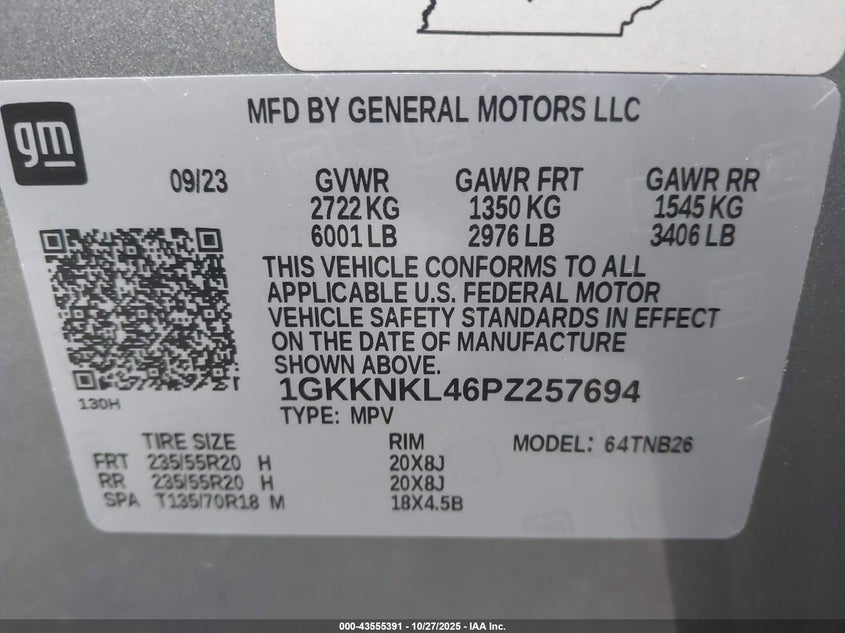 MFD BY GENERAL MOTORS LLC
gm
09/23 GVWR GAWR FRT GAWR RR
2722 KG 1350 KG 1545 KG
6001 LB 2976 LB 3406 LB
THIS VEHICLE CONFORMS TO ALL
APPLICABLE U.S. FEDERAL MOTOR
VEHICLE SAFETY STANDARDS IN EFFECT
ON THE DATE OF MANUFACTURE
SHOWN ABOVE.
1GKKNKL46PZ257694
130H
TYPE: MPV
TIRE SIZE RIM MODEL: 64TNB26
FRT 235/55R20 H 20X8J
RR 235/55R20 H 20X8J
SPA T135/70R18 M 18X4.5B
000-43555391 - 10/27/2025 - IAA Inc.